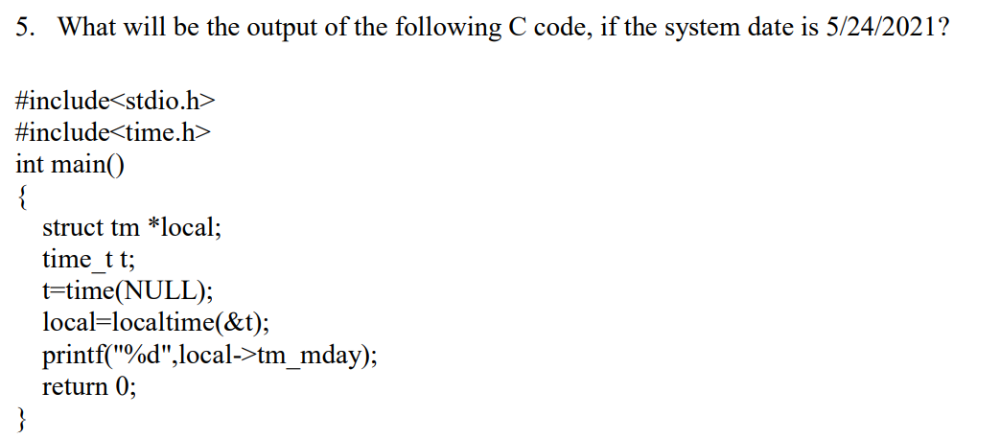 5. What will be the output of the following C code, if the system date is 5/24/2021?
#include<stdio.h>
#include<time.h>
int main()
{
struct tm *local;
time_t t;
t=time(NULL);
local=localtime(&t);
printf("%d",local->tm_mday);
return 0;
}